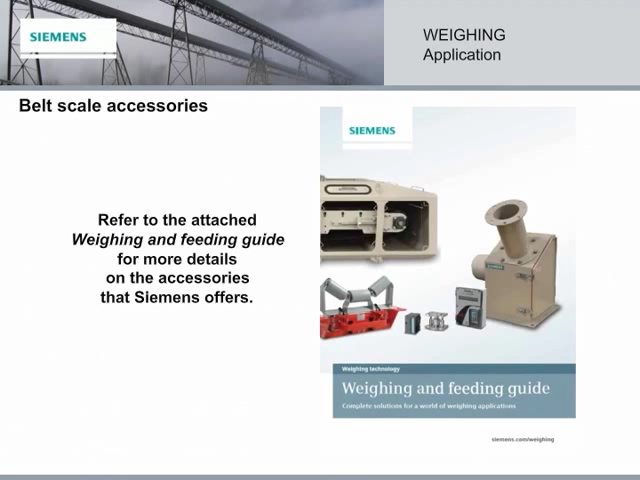 SIEMENS
WEIGHING
Application
Belt scale accessories
Refer to the attached
Weighing and feeding guide
for more details
on the accessories
that Siemens offers.
SIEMENS
Weighing technology
Weighing and feeding guide
Complete solutions for a world of weighing applications
siemens.com/weighing